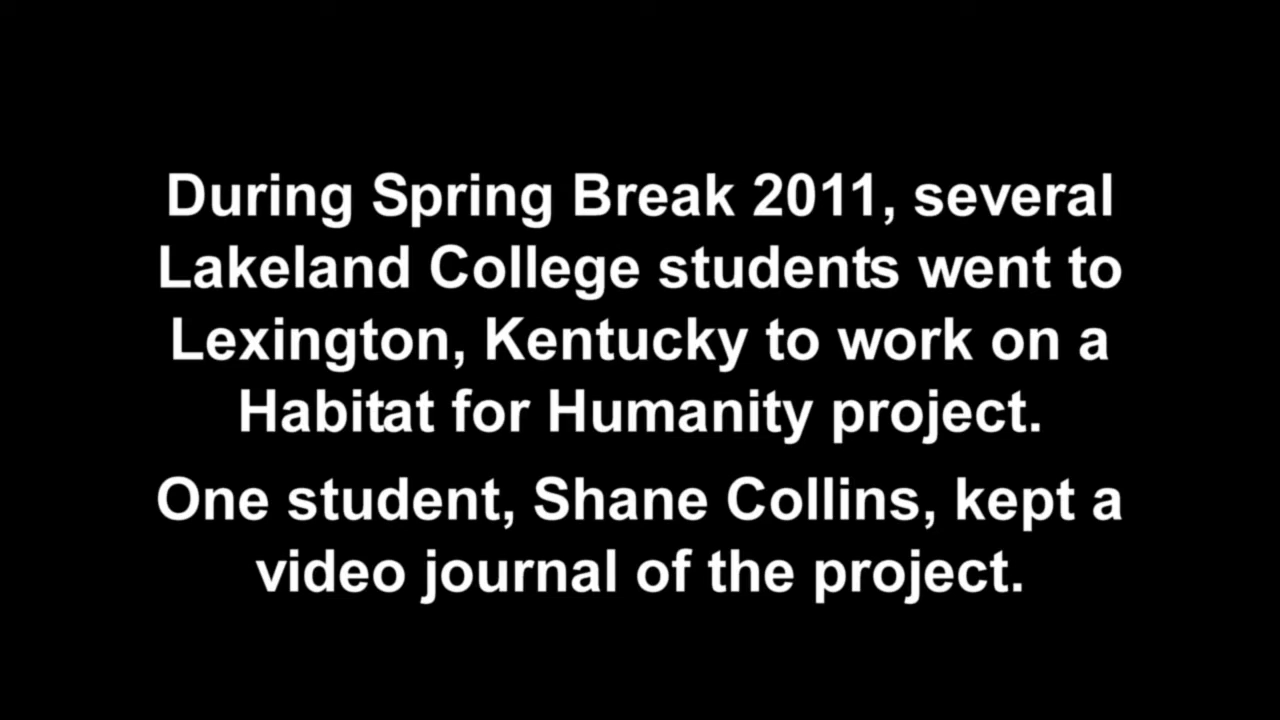 During Spring Break 2011, several
Lakeland College students went to
Lexington, Kentucky to work on a
Habitat for Humanity project.
One student, Shane Collins, kept a
video journal of the project.